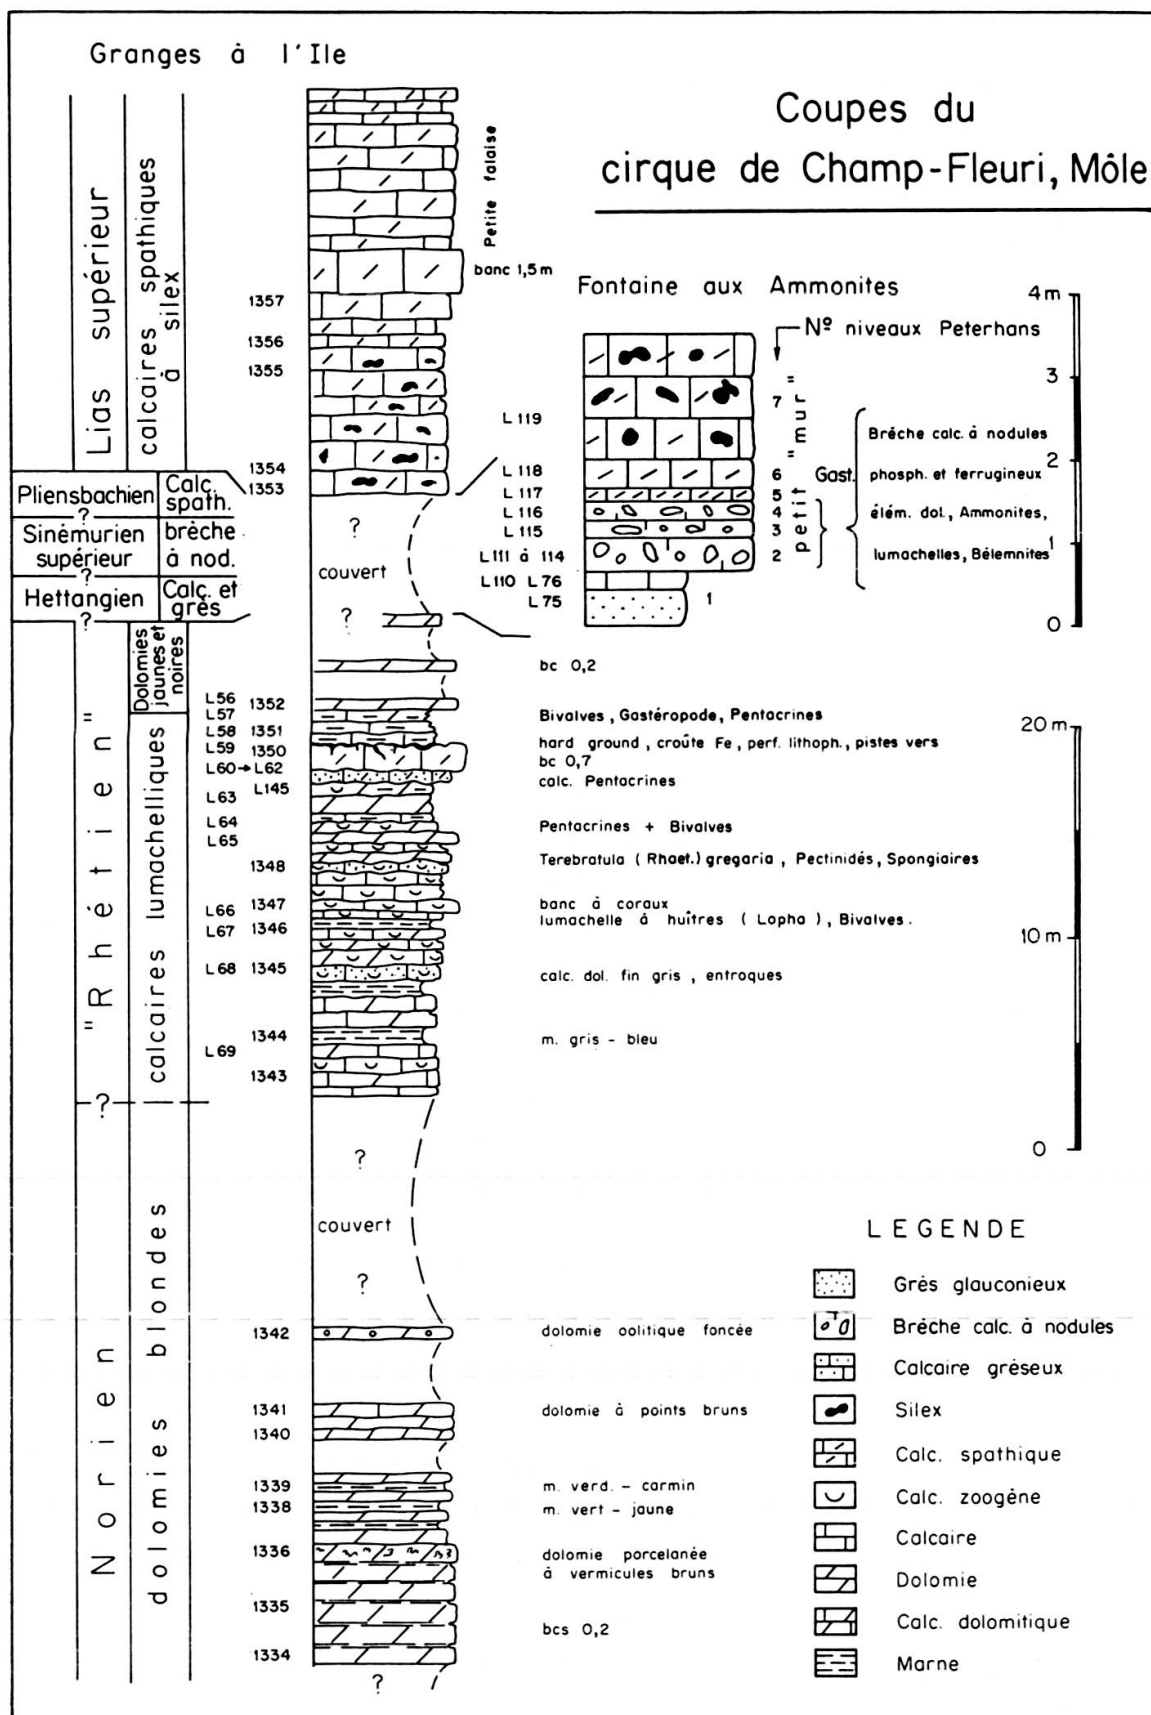 Granges à l'Ile
Coupes du
cirque de Champ-Fleuri, Môle
Lias supérieur
calcaires spathiques
à silex
Petite falaise
banc 1,5 m
1357
1356
1355
1354
1353
Pliensbachien
Calc.
spath.
?
Sinémurien
supérieur
brèche
à nod.
?
Hettangien
Calc. et
grès
?
?
couvert
?
Fontaine aux Ammonites
Nº niveaux Peterhans
L 119
L 118
L 117
L 116
L 115
L 111 à 114
L 110 L 76
L 75
7
6
5
4
3
2
1
petit "mur"
Gast.
Brèche calc. à nodules
phosph. et ferrugineux
élém. dol., Ammonites,
lumachelles, Bélemnites
4 m
3
2
1
0
"Rhétien"
Dolomies
jaunes et
noires
calcaires lumachelliques
L 56
1352
L 57
L 58 1351
L 59 1350
L 60 → L 62
L 145
L 63
L 64
L 65
1348
1347
L 66
L 67 1346
L 68 1345
1344
L 69
1343
bc 0,2
Bivalves, Gastéropode, Pentacrines
hard ground, croûte Fe, perf. lithoph., pistes vers
bc 0,7
calc. Pentacrines
Pentacrines + Bivalves
Terebratula (Rhaet.) gregaria, Pectinidés, Spongiaires
banc à coraux
lumachelle à huîtres (Lopha), Bivalves.
calc. dol. fin gris, entroques
m. gris - bleu
20 m
10 m
0
?
Norien
dolomies blondes
?
couvert
?
1342
1341
1340
1339
1338
1336
1335
1334
?
dolomie oolitique foncée
dolomie à points bruns
m. verd. - carmin
m. vert - jaune
dolomie porcelanée
à vermicules bruns
bcs 0,2
LEGENDE
Grès glauconieux
Brèche calc. à nodules
Calcaire gréseux
Silex
Calc. spathique
Calc. zoogène
Calcaire
Dolomie
Calc. dolomitique
Marne